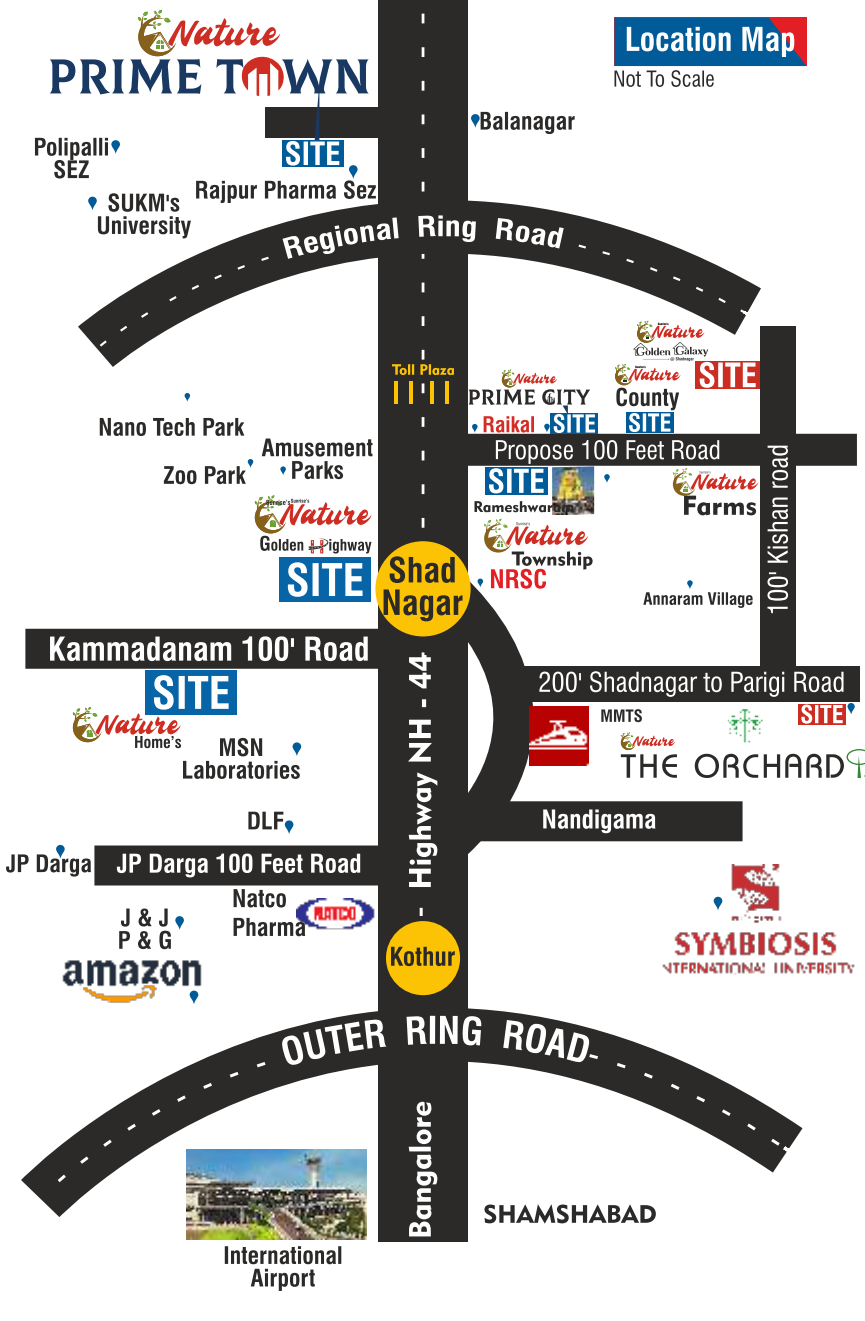 Nature
PRIME TOWN
Location Map
Not To Scale
Balanagar
Polipalli
SEZ
SITE
Rajpur Pharma Sez
SUKM's
University
Regional Ring Road
Toll Plaza
Nature
Golden Galaxy
@ Shadnagar
SITE
Nature
PRIME CITY
Nature
County
Raikal
SITE
SITE
Propose 100 Feet Road
Nano Tech Park
Amusement
Parks
Zoo Park
SITE
Rameshwaram
Nature
Farms
100' Kishan road
Sunrise's
Nature
Golden Highway
SITE
Nature
Township
NRSC
Annaram Village
Shad
Nagar
Kammadanam 100' Road
SITE
Nature
Home's
Bangalore - Highway NH - 44
200' Shadnagar to Parigi Road
MMTS
SITE
Nature
THE ORCHARD
MSN
Laboratories
DLF
Nandigama
JP Darga
JP Darga 100 Feet Road
Natco
Pharma
NATCO
J & J
P & G
amazon
Kothur
SYMBIOSIS
INTERNATIONAL UNIVERSITY
OUTER RING ROAD
SHAMSHABAD
International
Airport